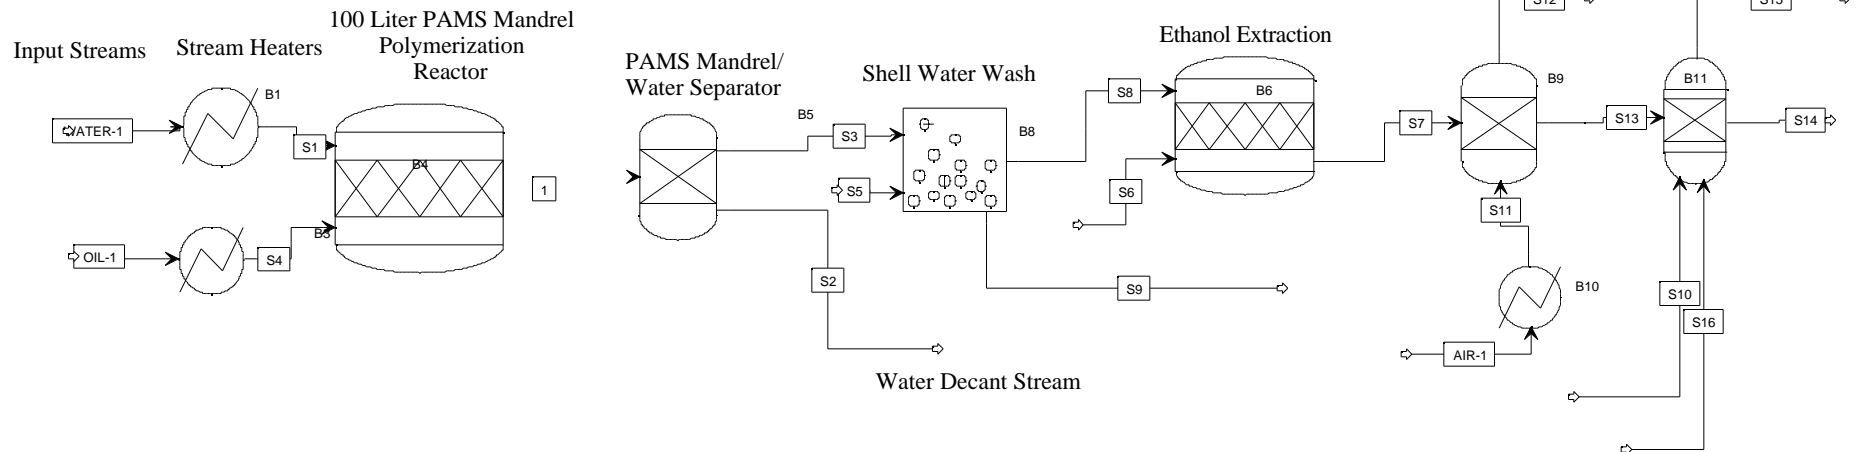 100 Liter PAMS Mandrel
Polymerization
Reactor
Input Streams
Stream Heaters
PAMS Mandrel/
Water Separator
Shell Water Wash
Ethanol Extraction
B1
WATER-1
S1
B4
B3
OIL-1
S4
1
B5
S3
S5
S2
B8
S8
S6
B6
S9
Water Decant Stream
S7
S12
B9
S11
B10
AIR-1
S13
B11
S14
S10
S16